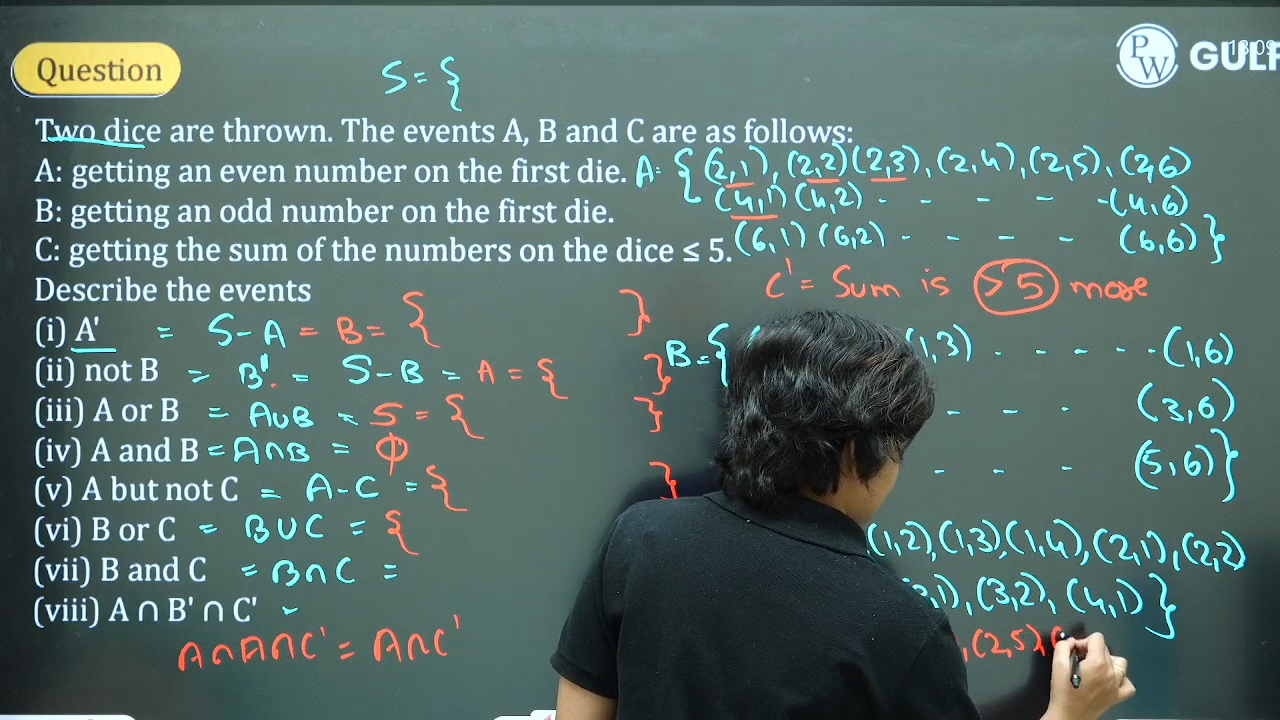 PW GULF
Question
S = {
Two dice are thrown. The events A, B and C are as follows:
A: getting an even number on the first die. A = { (2,1), (2,2) (2,3), (2,4), (2,5), (2,6)
(4,1) (4,2) - - - - (4,6)
B: getting an odd number on the first die.
C: getting the sum of the numbers on the dice ≤ 5. (6,1) (6,2) - - - - (6,6) }
C' = Sum is > 5 more
Describe the events
(i) A' = S - A = B = { }
B = { (1,3) - - - - - (1,6)
(ii) not B = B' = S - B = A = { }
(iii) A or B = A∪B = S = { }
- - - (3,6)
(iv) A and B = A∩B = ϕ
- - - (5,6) }
(v) A but not C = A - C = { }
(vi) B or C = B ∪ C = {
(1,2), (1,3) (1,4), (2,1), (2,2)
(vii) B and C = B∩C =
,1), (3,2), (4,1) }
(viii) A ∩ B' ∩ C' =
A∩A∩C' = A∩C'
, (2,5), (